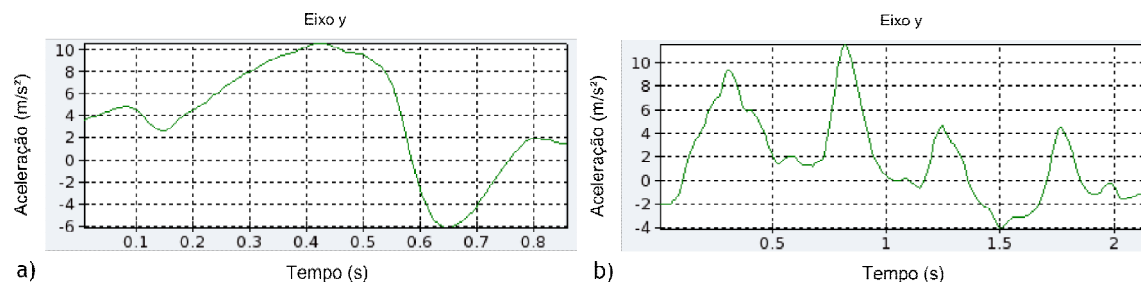 Eixo y
Aceleração (m/s²)
10
8
6
4
2
0
-2
-4
-6
0.1 0.2 0.3 0.4 0.5 0.6 0.7 0.8
a) Tempo (s)
Eixo y
Aceleração (m/s²)
10
8
6
4
2
0
-2
-4
0.5 1 1.5 2
b) Tempo (s)